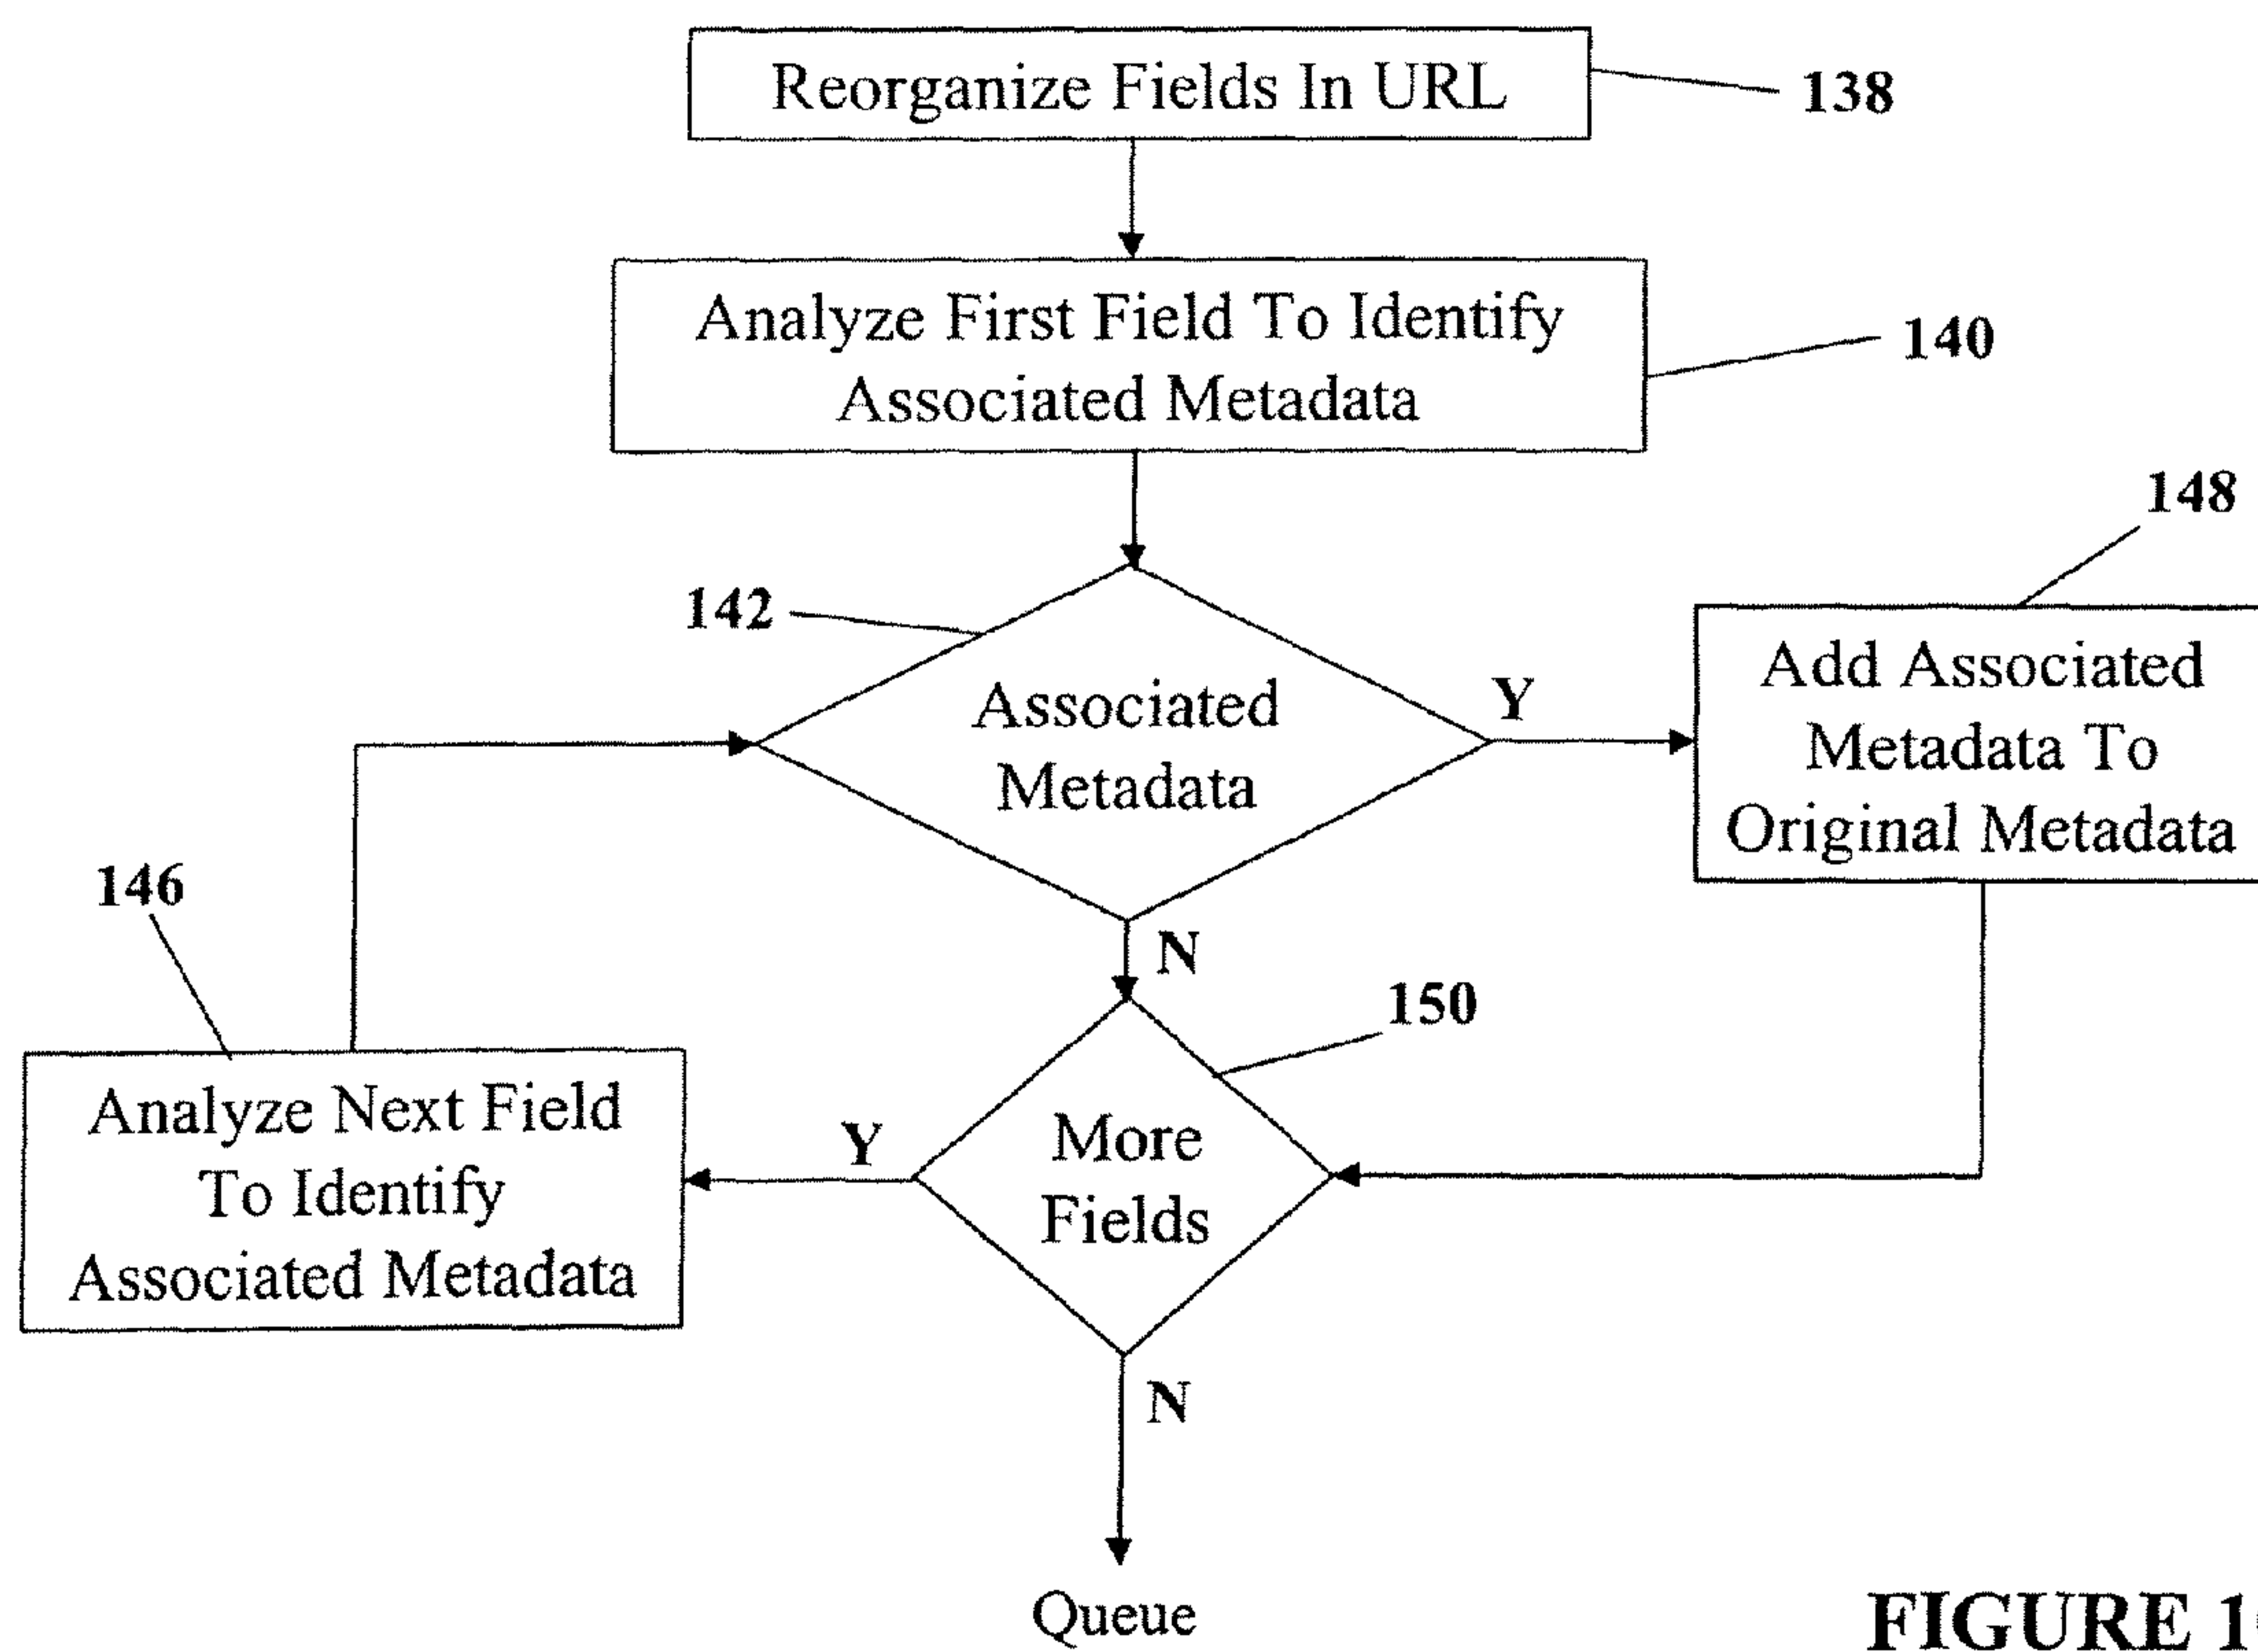 Reorganize Fields In URL
138
Analyze First Field To Identify
Associated Metadata
140
148
142
Associated
Metadata
Y
Add Associated
Metadata To
Original Metadata
N
146
150
Analyze Next Field
To Identify
Associated Metadata
Y
More
Fields
N
Queue
FIGURE